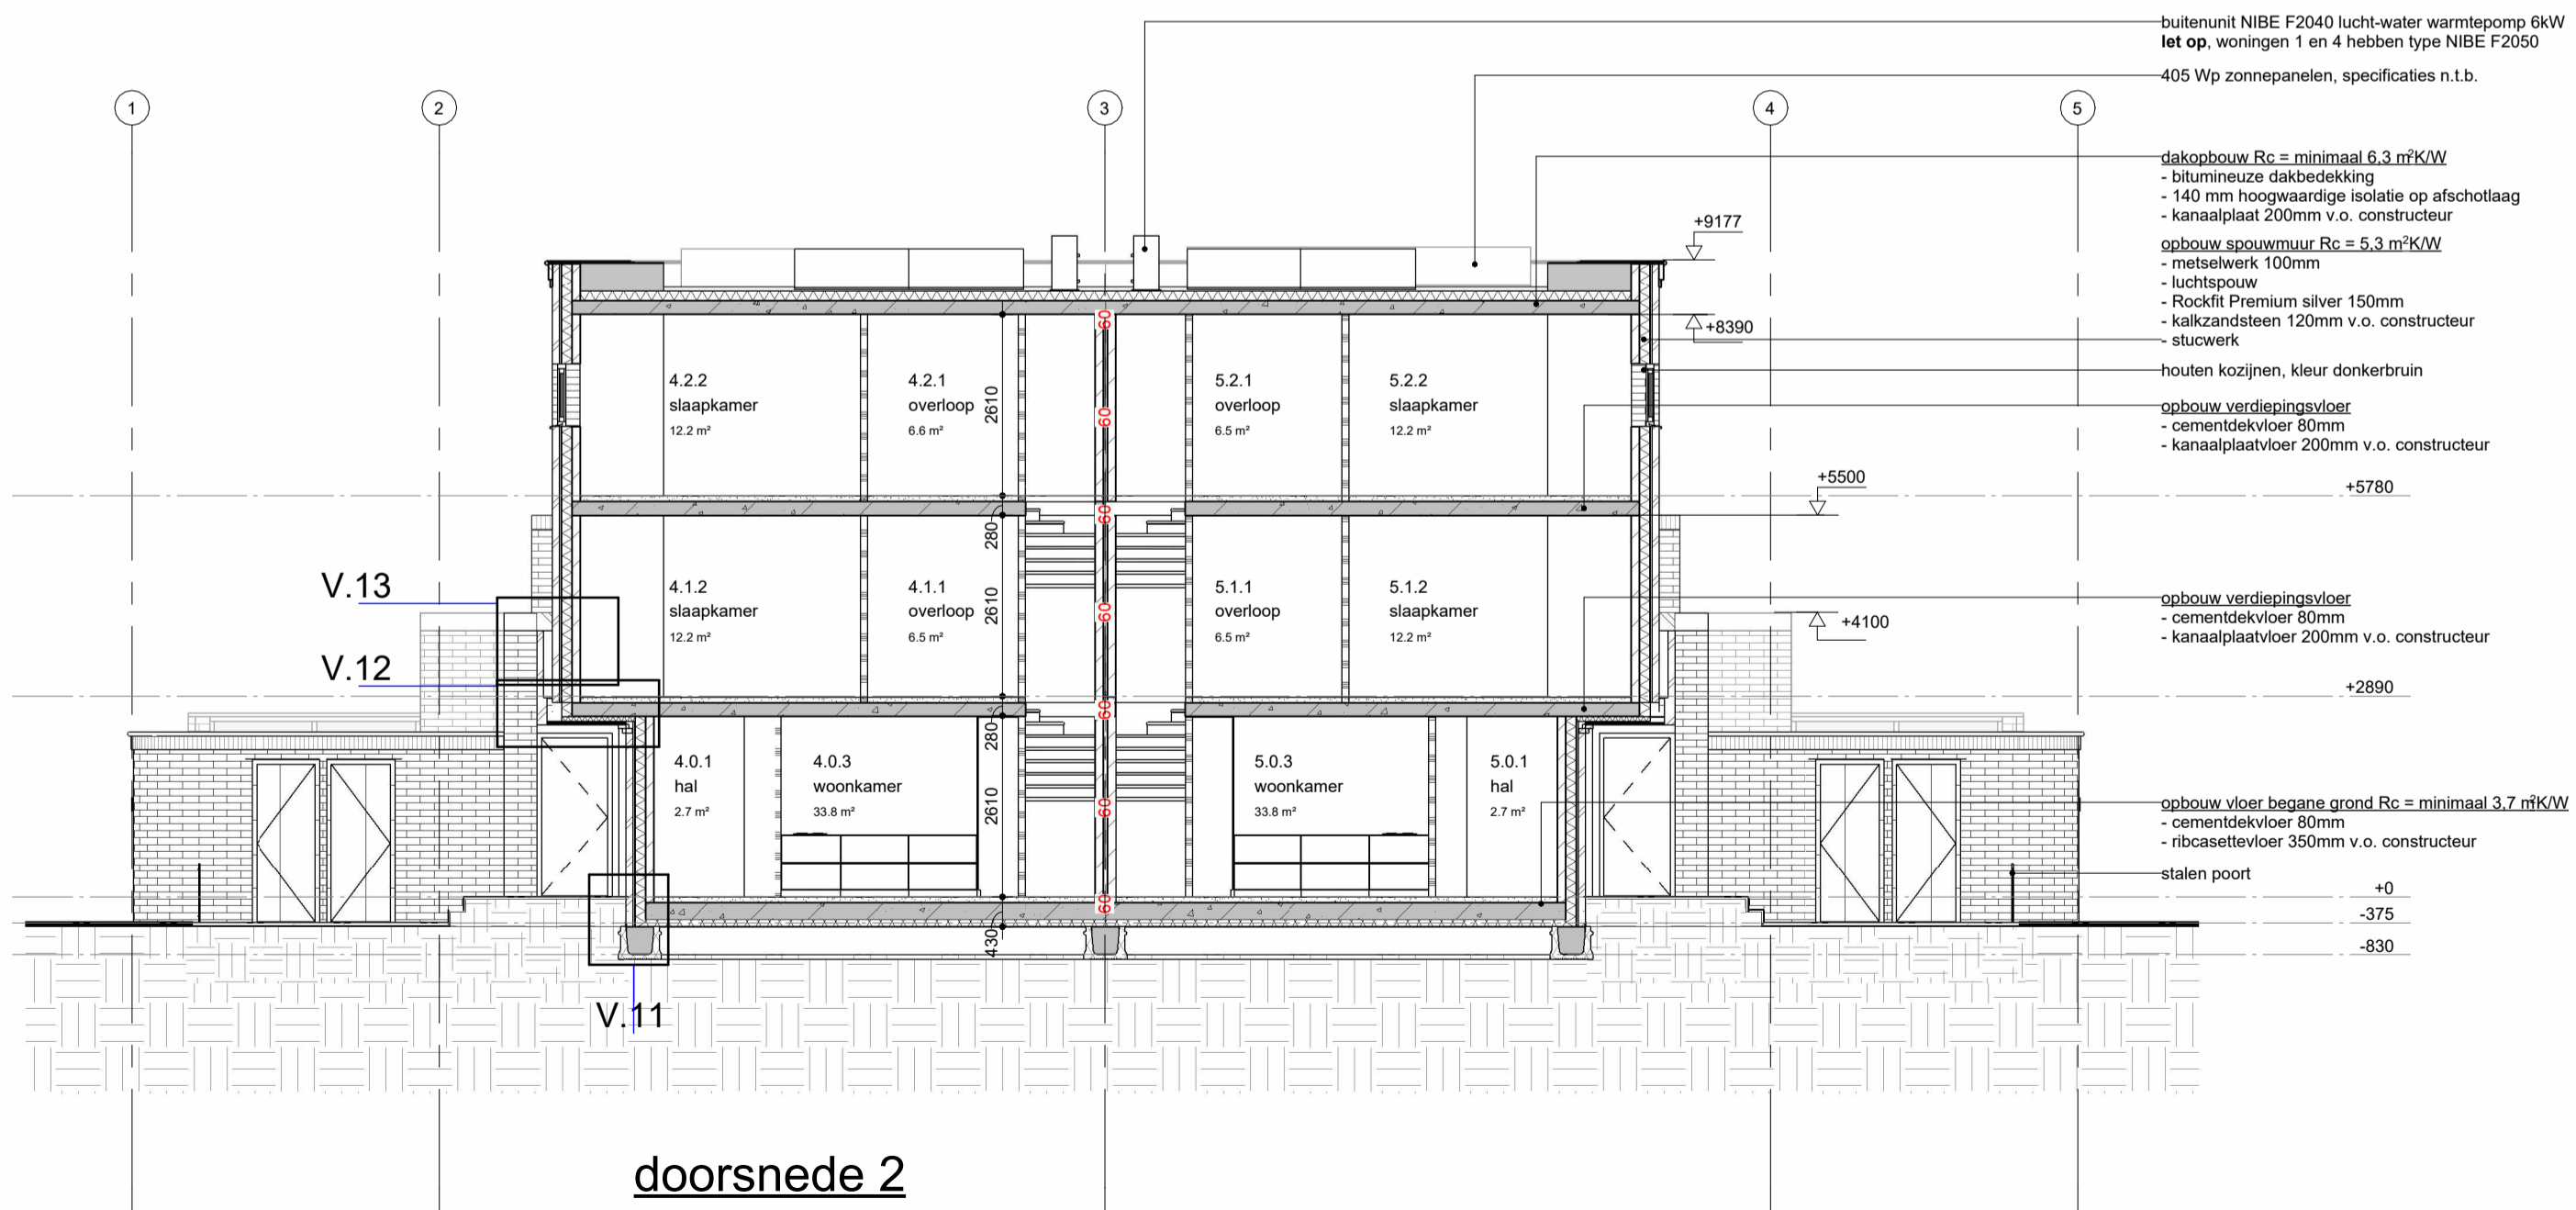 buitenunit NIBE F2040 lucht-water warmtepomp 6kW
let op, woningen 1 en 4 hebben type NIBE F2050
405 Wp zonnepanelen, specificaties n.t.b.
1
2
3
4
5
dakopbouw Rc = minimaal 6,3 m²K/W
- bitumineuze dakbedekking
- 140 mm hoogwaardige isolatie op afschotlaag
- kanaalplaat 200mm v.o. constructeur
+9177
opbouw spouwmuur Rc = 5,3 m²K/W
- metselwerk 100mm
- luchtspouw
- Rockfit Premium silver 150mm
- kalkzandsteen 120mm v.o. constructeur
- stucwerk
+8390
houten kozijnen, kleur donkerbruin
opbouw verdiepingsvloer
- cementdekvloer 80mm
- kanaalplaatvloer 200mm v.o. constructeur
60
4.2.2
slaapkamer
12.2 m²
4.2.1
overloop
6.6 m²
2610
60
5.2.1
overloop
6.5 m²
5.2.2
slaapkamer
12.2 m²
+5500
+5780
280
60
V.13
4.1.2
slaapkamer
12.2 m²
4.1.1
overloop
6.5 m²
2610
60
5.1.1
overloop
6.5 m²
5.1.2
slaapkamer
12.2 m²
+4100
opbouw verdiepingsvloer
- cementdekvloer 80mm
- kanaalplaatvloer 200mm v.o. constructeur
V.12
+2890
280
60
4.0.1
hal
2.7 m²
4.0.3
woonkamer
33.8 m²
2610
60
5.0.3
woonkamer
33.8 m²
5.0.1
hal
2.7 m²
opbouw vloer begane grond Rc = minimaal 3,7 m²K/W
- cementdekvloer 80mm
- ribcasettevloer 350mm v.o. constructeur
stalen poort
60
+0
-375
-830
430
V.11
doorsnede 2